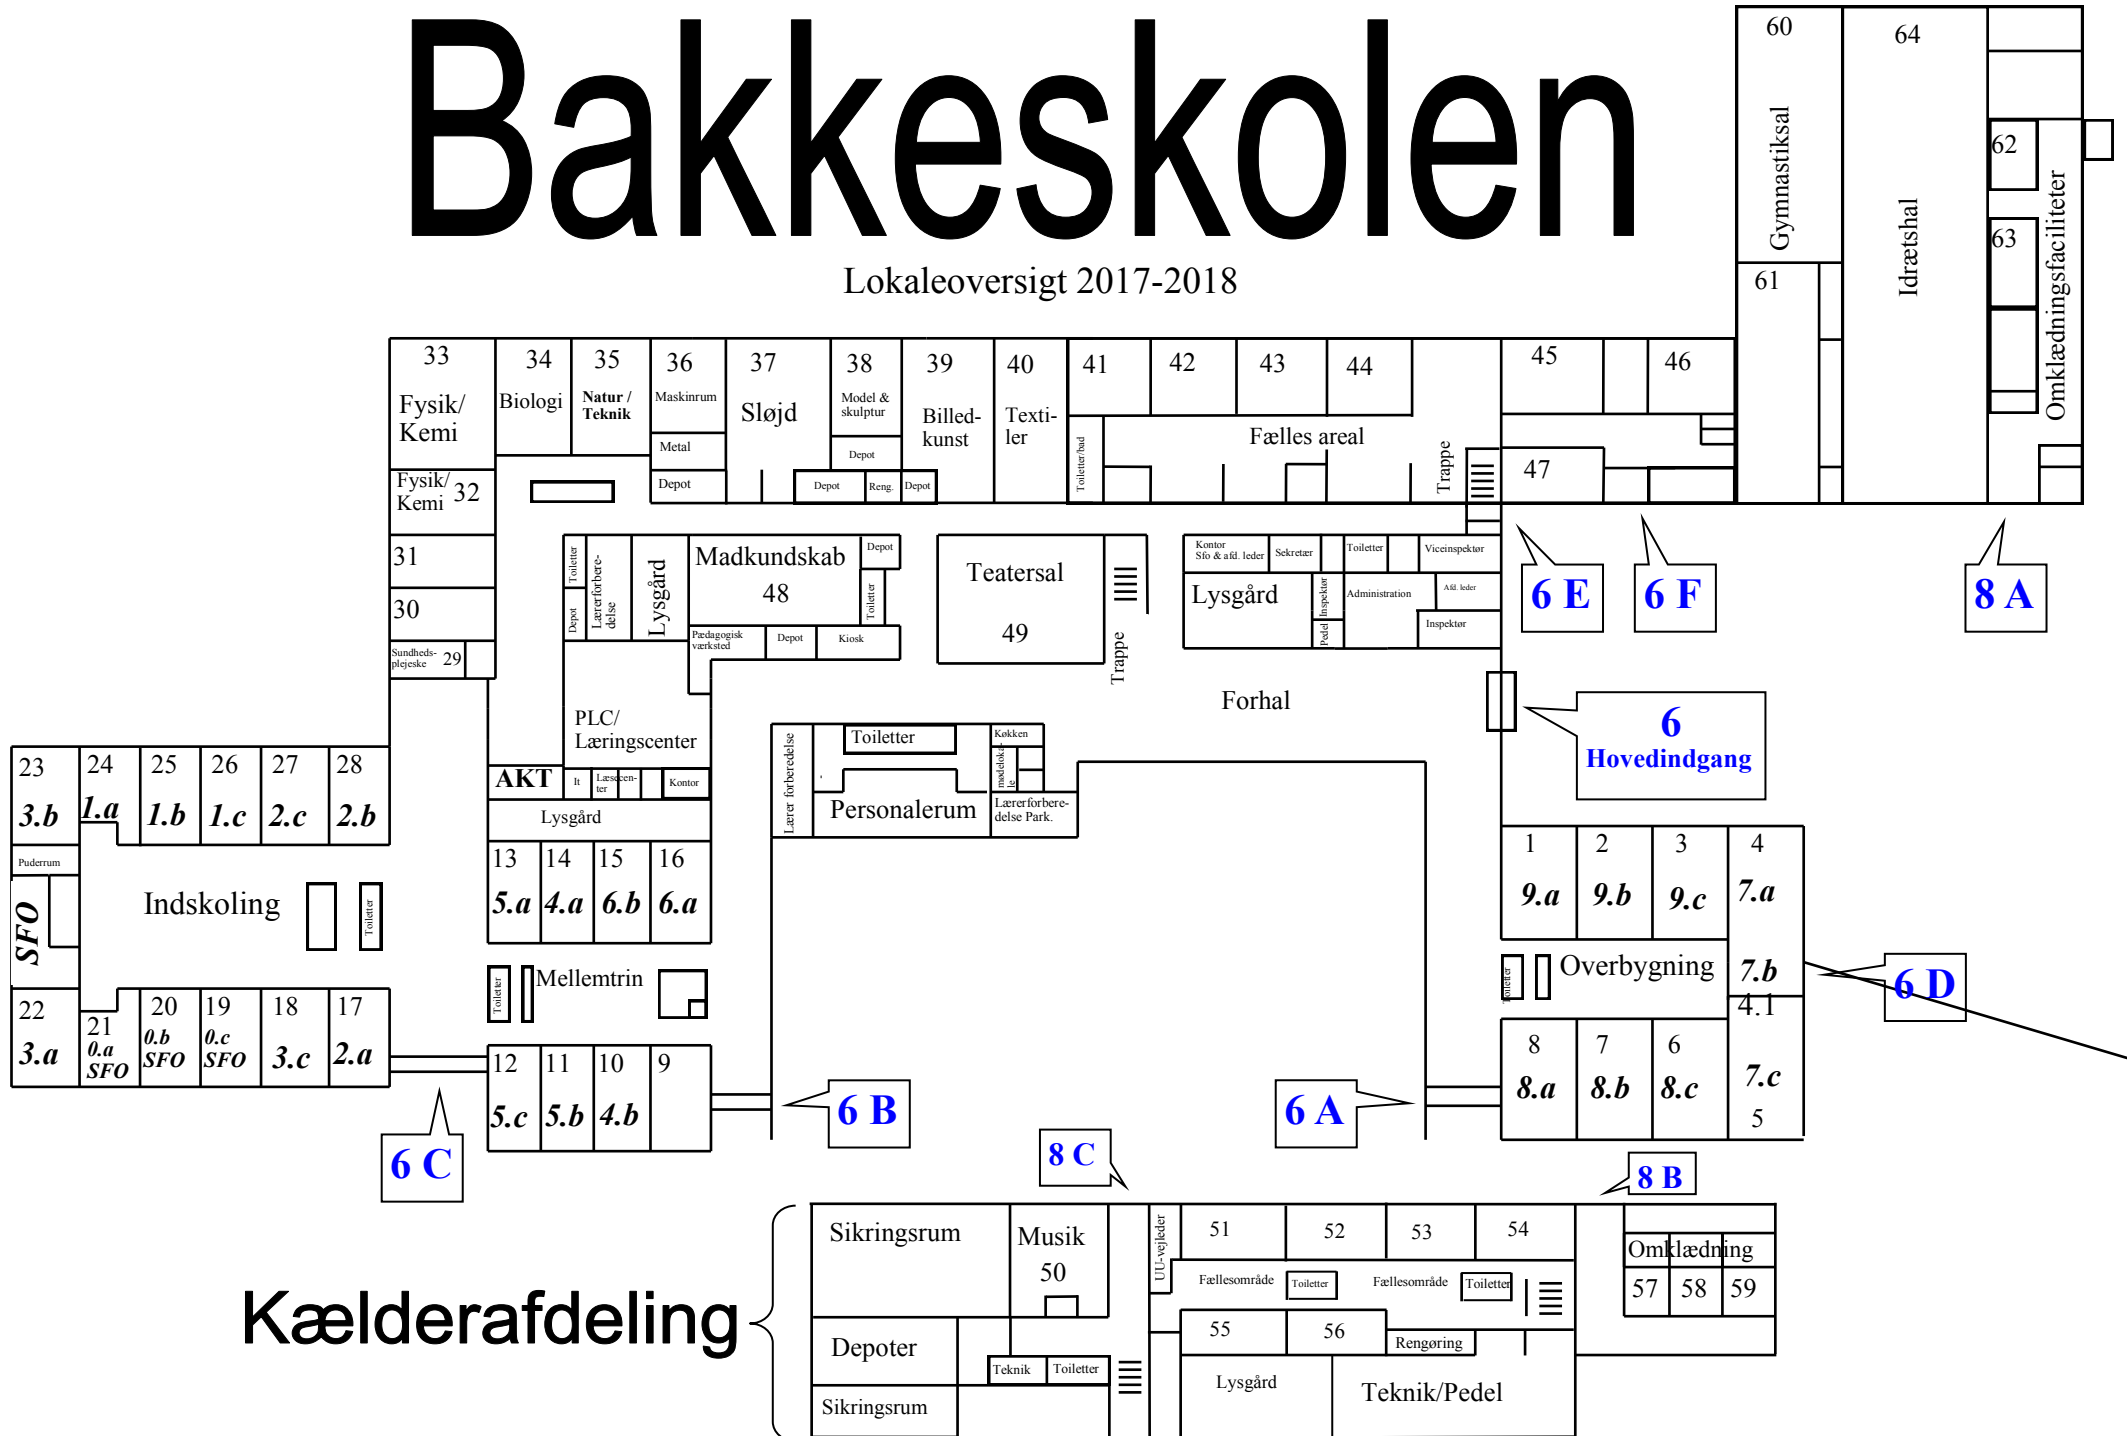 Bakkeskolen
Lokaleoversigt 2017-2018
60
Gymnastiksal
61
64
Idrætshal
62
63
Omklædningsfaciliteter
33
Fysik/
Kemi
34
Biologi
35
Natur /
Teknik
36
Maskinrum
Metal
Depot
37
Sløjd
38
Model &
skulptur
Depot
Depot
Reng.
Depot
39
Billed-
kunst
40
Texti-
ler
41
42
43
44
Toiletter/bad
Fælles areal
Trappe
45
46
47
Fysik/
Kemi 32
31
30
Sundheds-
plejeske 29
Toiletter
Depot
Lærerforbere-
delse
Lysgård
Madkundskab
48
Depot
Toiletter
Pædagogisk
værksted
Depot
Kiosk
Teatersal
49
Trappe
Kontor
Sfo & afd. leder
Sekretær
Toiletter
Viceinspektør
Lysgård
Inspektør
Pedel
Administration
Afd. leder
Inspektør
6 E
6 F
8 A
Forhal
6
Hovedindgang
PLC/
Læringscenter
AKT
It
Læsecen-
ter
Kontor
Lysgård
Lærer forberedelse
Toiletter
Personalerum
Køkken
mødeloka-
le
Lærerforbere-
delse Park.
23
3.b
24
1.a
25
1.b
26
1.c
27
2.c
28
2.b
Puderrum
SFO
Indskoling
Toiletter
22
3.a
21
0.a
SFO
20
0.b
SFO
19
0.c
SFO
18
3.c
17
2.a
13
5.a
14
4.a
15
6.b
16
6.a
Toiletter
Mellemtrin
12
5.c
11
5.b
10
4.b
9
6 C
6 B
6 A
1
9.a
2
9.b
3
9.c
4
7.a
7.b
4.1
Toiletter
Overbygning
6 D
8
8.a
7
8.b
6
8.c
7.c
5
8 C
8 B
Kælderafdeling
Sikringsrum
Musik
50
Depoter
Teknik
Toiletter
Sikringsrum
UU-vejleder
51
52
53
54
Fællesområde
Toiletter
Fællesområde
Toiletter
55
56
Rengøring
Lysgård
Teknik/Pedel
Omklædning
57
58
59